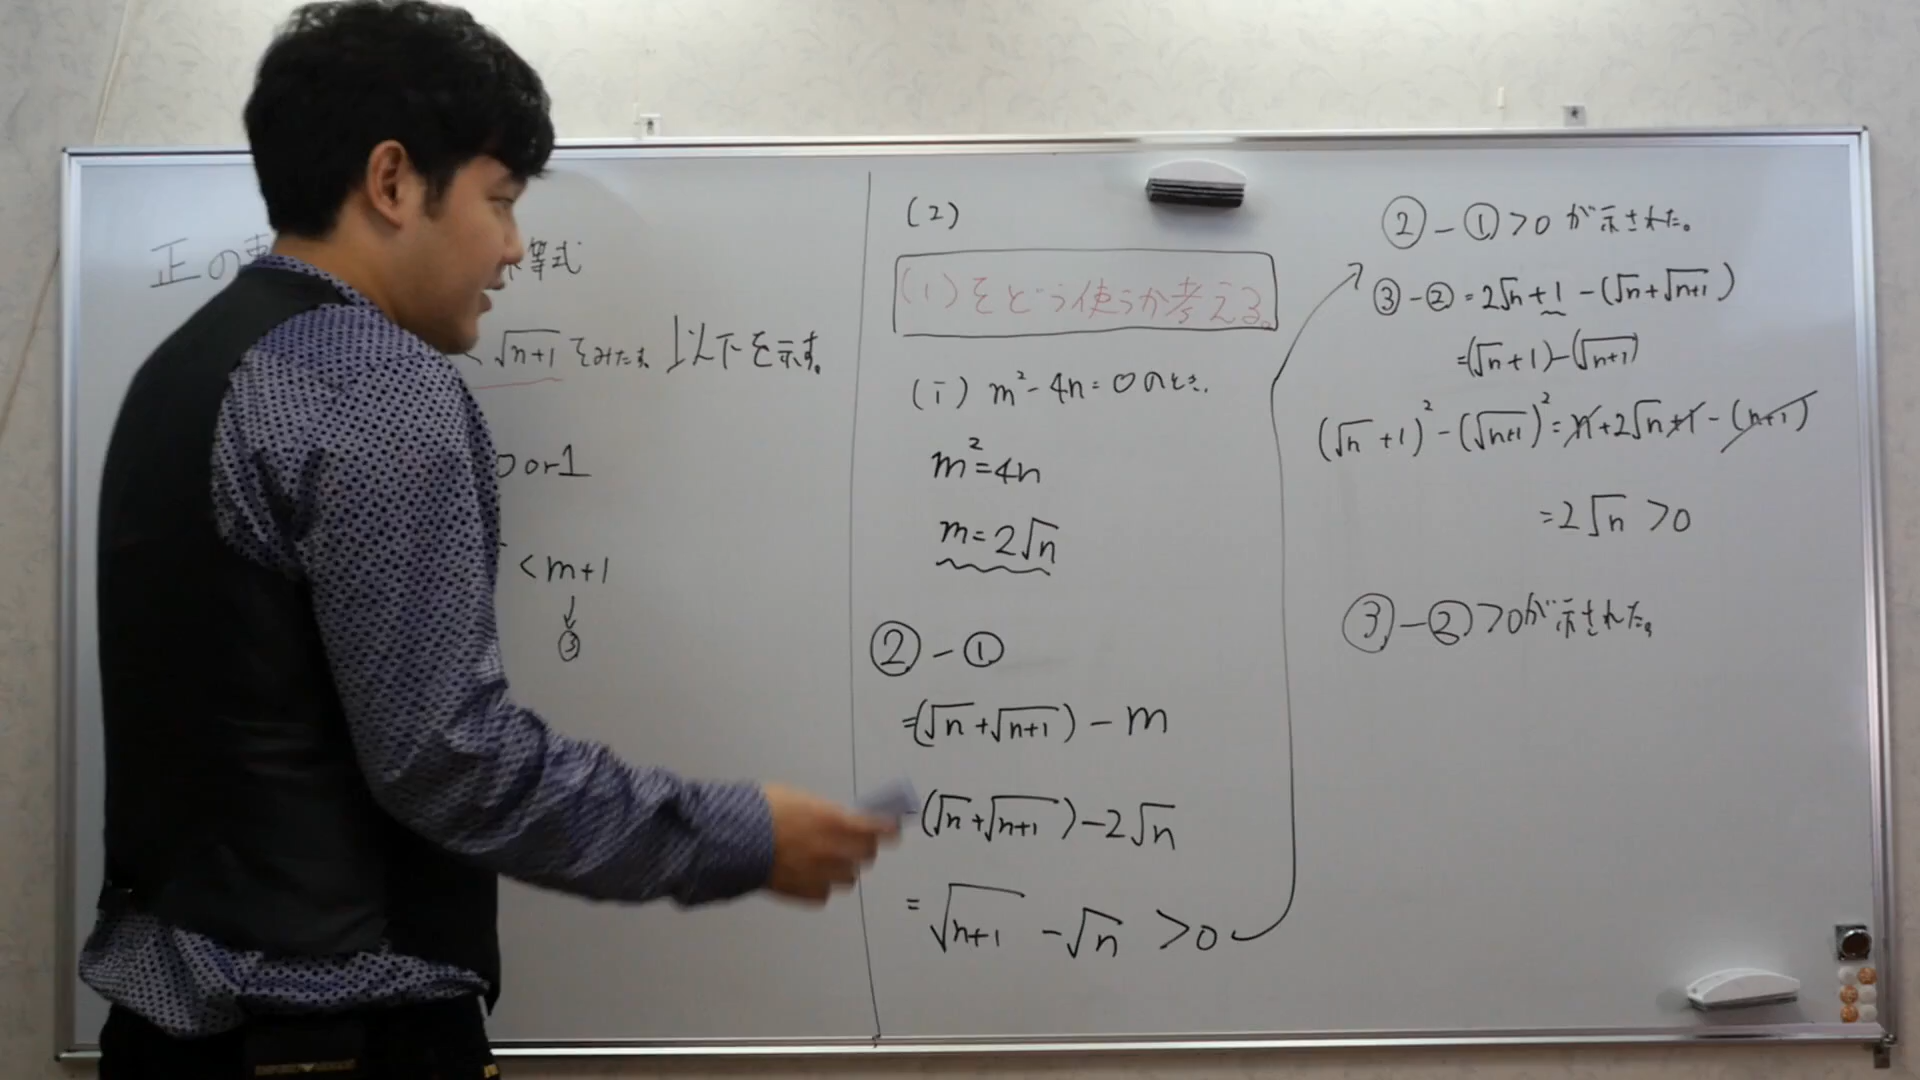 正の 等式
√n+1 をみたす 以下を示す。
0 or 1
< m+1
↓
③
(2)
(1)をどう使うか考える。
(i) m²-4n=0のとき.
m²=4n
m=2√n
②-①
=(√n+√n+1)-m
(√n+√n+1)-2√n
=√n+1 -√n >0
②-①>0が示された。
③-②=2√n+1-(√n+√n+1)
=(√n+1)-(√n+1)
(√n+1)²-(√n+1)²=n+2√n+1-(n+1)
=2√n >0
③-②>0が示された。